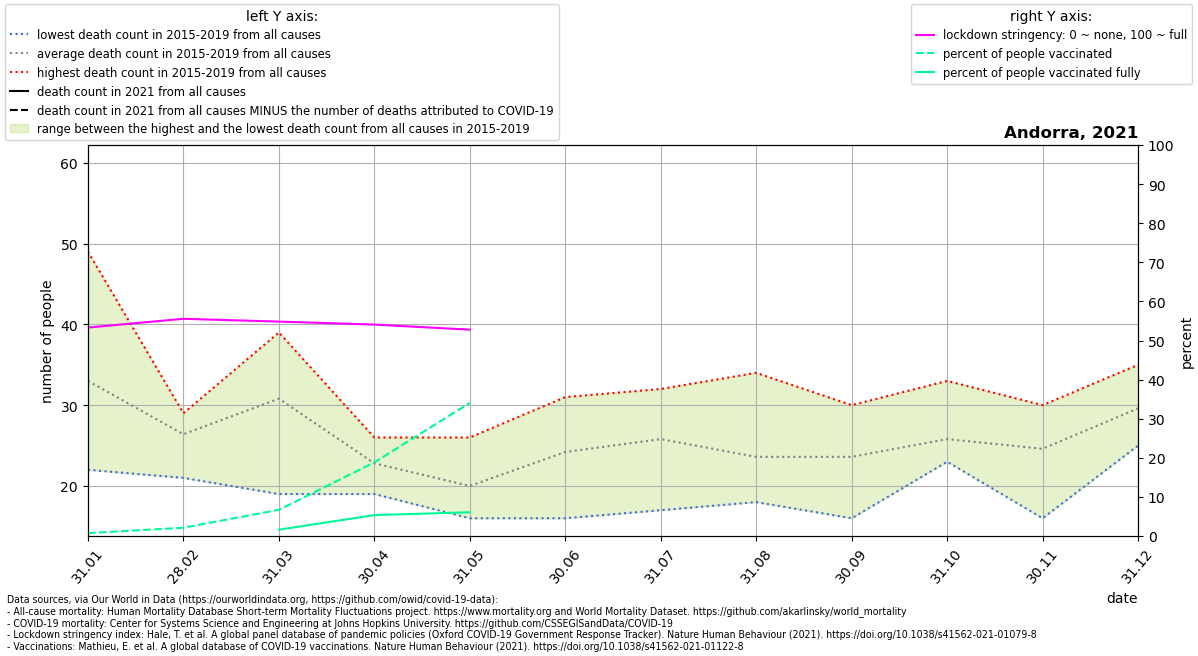 left Y axis:
lowest death count in 2015-2019 from all causes
average death count in 2015-2019 from all causes
highest death count in 2015-2019 from all causes
death count in 2021 from all causes
death count in 2021 from all causes MINUS the number of deaths attributed to COVID-19
range between the highest and the lowest death count from all causes in 2015-2019
right Y axis:
lockdown stringency: 0 ~ none, 100 ~ full
percent of people vaccinated
percent of people vaccinated fully
Andorra, 2021
number of people
60
50
40
30
20
100
90
80
70
60
50
40
30
20
10
0
percent
31.01
28.02
31.03
30.04
31.05
30.06
31.07
31.08
30.09
31.10
30.11
31.12
date
Data sources, via Our World in Data (https://ourworldindata.org, https://github.com/owid/covid-19-data):
- All-cause mortality: Human Mortality Database Short-term Mortality Fluctuations project. https://www.mortality.org and World Mortality Dataset. https://github.com/akarlinsky/world_mortality
- COVID-19 mortality: Center for Systems Science and Engineering at Johns Hopkins University. https://github.com/CSSEGISandData/COVID-19
- Lockdown stringency index: Hale, T. et al. A global panel database of pandemic policies (Oxford COVID-19 Government Response Tracker). Nature Human Behaviour (2021). https://doi.org/10.1038/s41562-021-01079-8
- Vaccinations: Mathieu, E. et al. A global database of COVID-19 vaccinations. Nature Human Behaviour (2021). https://doi.org/10.1038/s41562-021-01122-8